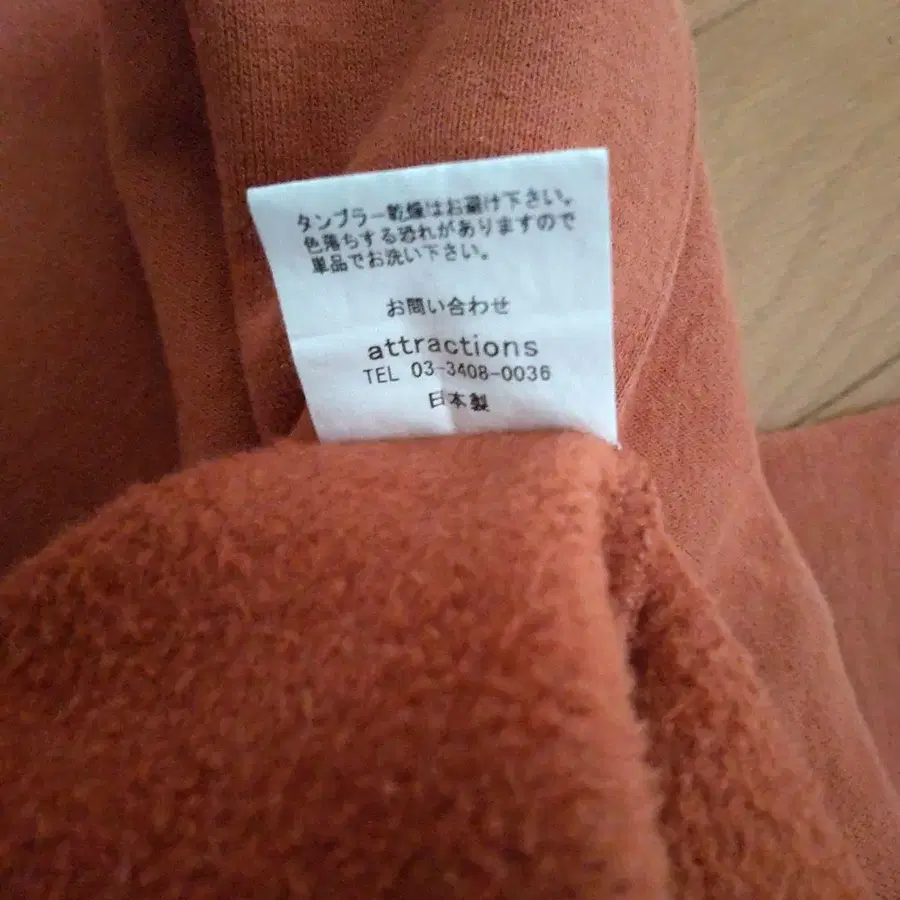 タンブラー乾燥はお避け下さい。
色落ちする恐れがありますので
単品でお洗い下さい。
お問い合わせ
attractions
TEL 03-3408-0036
日本製